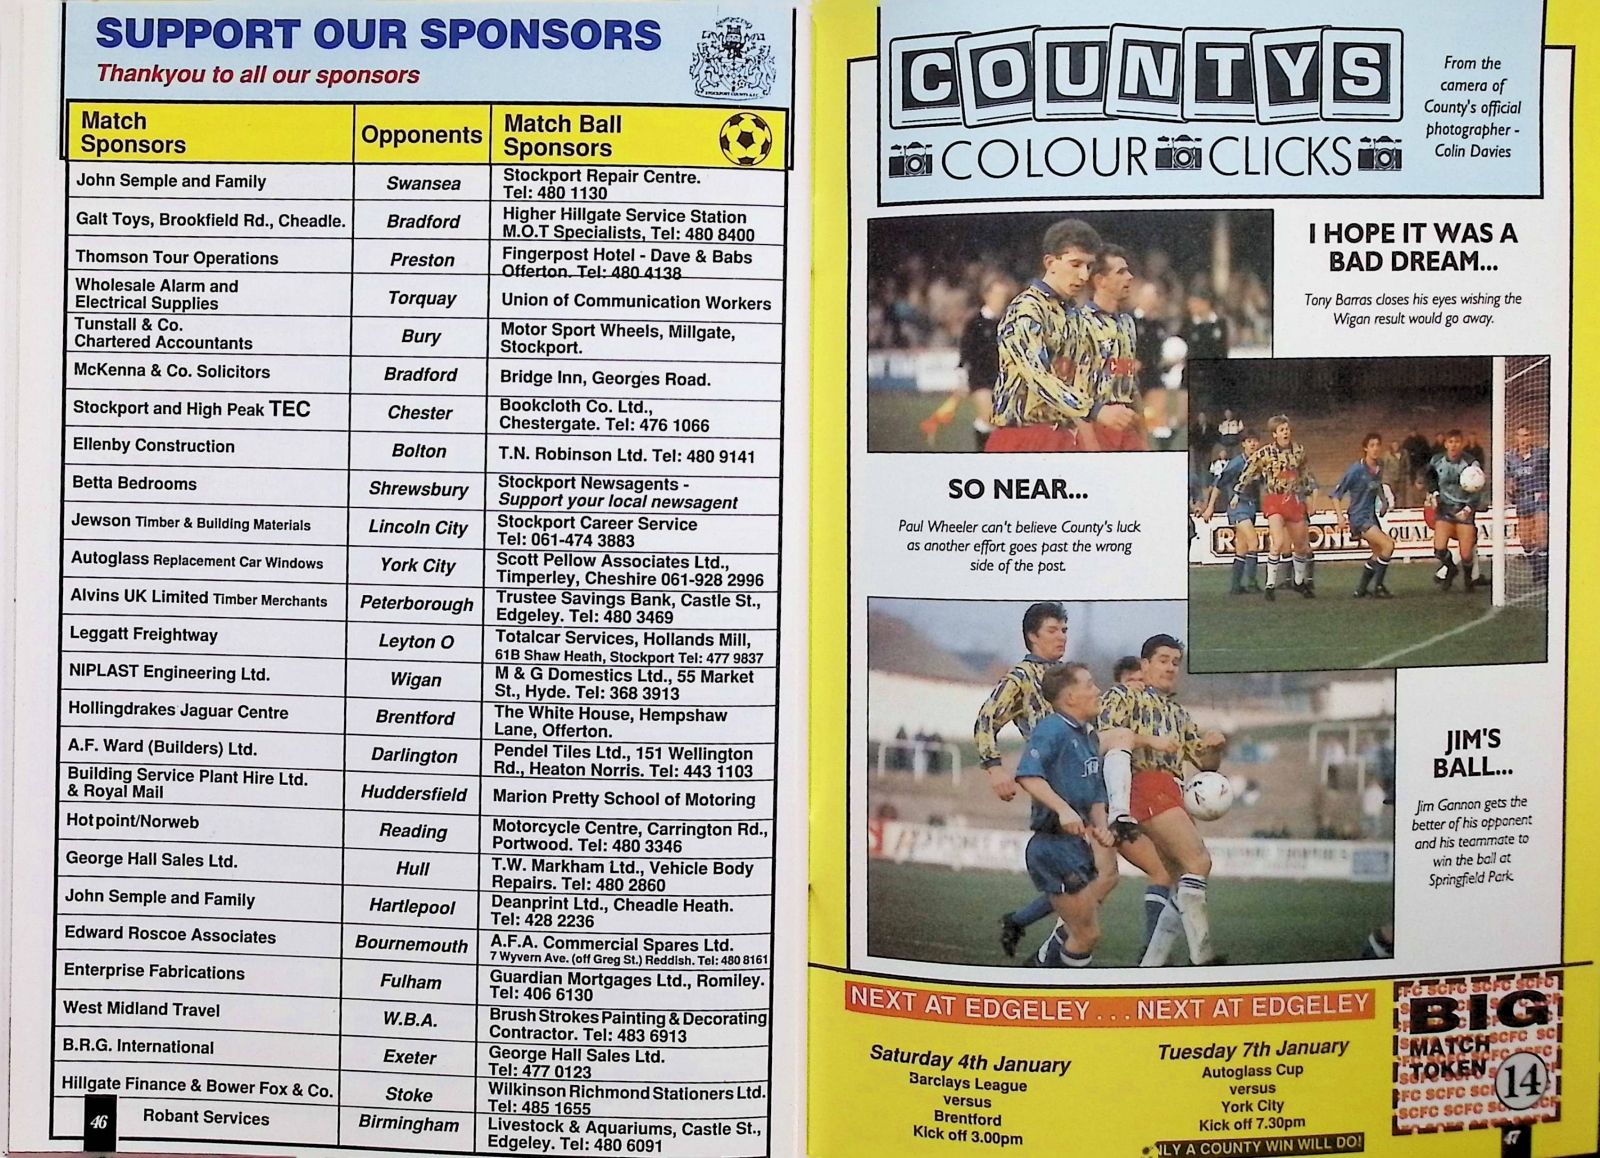 SUPPORT OUR SPONSORS
Thankyou to all our sponsors
STOCKPORT COUNTY A.F.C.
Match
Sponsors
Opponents
Match Ball
Sponsors
John Semple and Family
Swansea
Stockport Repair Centre.
Tel: 480 1130
Galt Toys, Brookfield Rd., Cheadle.
Bradford
Higher Hillgate Service Station
M.O.T Specialists, Tel: 480 8400
Thomson Tour Operations
Preston
Fingerpost Hotel - Dave & Babs
Offerton. Tel: 480 4138
Wholesale Alarm and
Electrical Supplies
Torquay
Union of Communication Workers
Tunstall & Co.
Chartered Accountants
Bury
Motor Sport Wheels, Millgate,
Stockport.
McKenna & Co. Solicitors
Bradford
Bridge Inn, Georges Road.
Stockport and High Peak TEC
Chester
Bookcloth Co. Ltd.,
Chestergate. Tel: 476 1066
Ellenby Construction
Bolton
T.N. Robinson Ltd. Tel: 480 9141
Betta Bedrooms
Shrewsbury
Stockport Newsagents -
Support your local newsagent
Jewson Timber & Building Materials
Lincoln City
Stockport Career Service
Tel: 061-474 3883
Autoglass Replacement Car Windows
York City
Scott Pellow Associates Ltd.,
Timperley, Cheshire 061-928 2996
Alvins UK Limited Timber Merchants
Peterborough
Trustee Savings Bank, Castle St.,
Edgeley. Tel: 480 3469
Leggatt Freightway
Leyton O
Totalcar Services, Hollands Mill,
61B Shaw Heath, Stockport Tel: 477 9837
NIPLAST Engineering Ltd.
Wigan
M & G Domestics Ltd., 55 Market
St., Hyde. Tel: 368 3913
Hollingdrakes Jaguar Centre
Brentford
The White House, Hempshaw
Lane, Offerton.
A.F. Ward (Builders) Ltd.
Darlington
Pendel Tiles Ltd., 151 Wellington
Rd., Heaton Norris. Tel: 443 1103
Building Service Plant Hire Ltd.
& Royal Mail
Huddersfield
Marion Pretty School of Motoring
Hotpoint/Norweb
Reading
Motorcycle Centre, Carrington Rd.,
Portwood. Tel: 480 3346
George Hall Sales Ltd.
Hull
T.W. Markham Ltd., Vehicle Body
Repairs. Tel: 480 2860
John Semple and Family
Hartlepool
Deanprint Ltd., Cheadle Heath.
Tel: 428 2236
Edward Roscoe Associates
Bournemouth
A.F.A. Commercial Spares Ltd.
7 Wyvern Ave. (off Greg St.) Reddish. Tel: 480 8161
Enterprise Fabrications
Fulham
Guardian Mortgages Ltd., Romiley.
Tel: 406 6130
West Midland Travel
W.B.A.
Brush Strokes Painting & Decorating
Contractor. Tel: 483 6913
B.R.G. International
Exeter
George Hall Sales Ltd.
Tel: 477 0123
Hillgate Finance & Bower Fox & Co.
Stoke
Wilkinson Richmond Stationers Ltd.
Tel: 485 1655
Robant Services
Birmingham
Livestock & Aquariums, Castle St.,
Edgeley. Tel: 480 6091
46
COUNTYS
COLOUR CLICKS
From the
camera of
County's official
photographer -
Colin Davies
I HOPE IT WAS A
BAD DREAM...
Tony Barras closes his eyes wishing the
Wigan result would go away.
SO NEAR...
Paul Wheeler can't believe County's luck
as another effort goes past the wrong
side of the post.
JIM'S
BALL...
Jim Gannon gets the
better of his opponent
and his teammate to
win the ball at
Springfield Park.
NEXT AT EDGELEY . . . NEXT AT EDGELEY
Saturday 4th January
Barclays League
versus
Brentford
Kick off 3.00pm
Tuesday 7th January
Autoglass Cup
versus
York City
Kick off 7.30pm
NLY A COUNTY WIN WILL DO!
BIG
MATCH
TOKEN
14
47